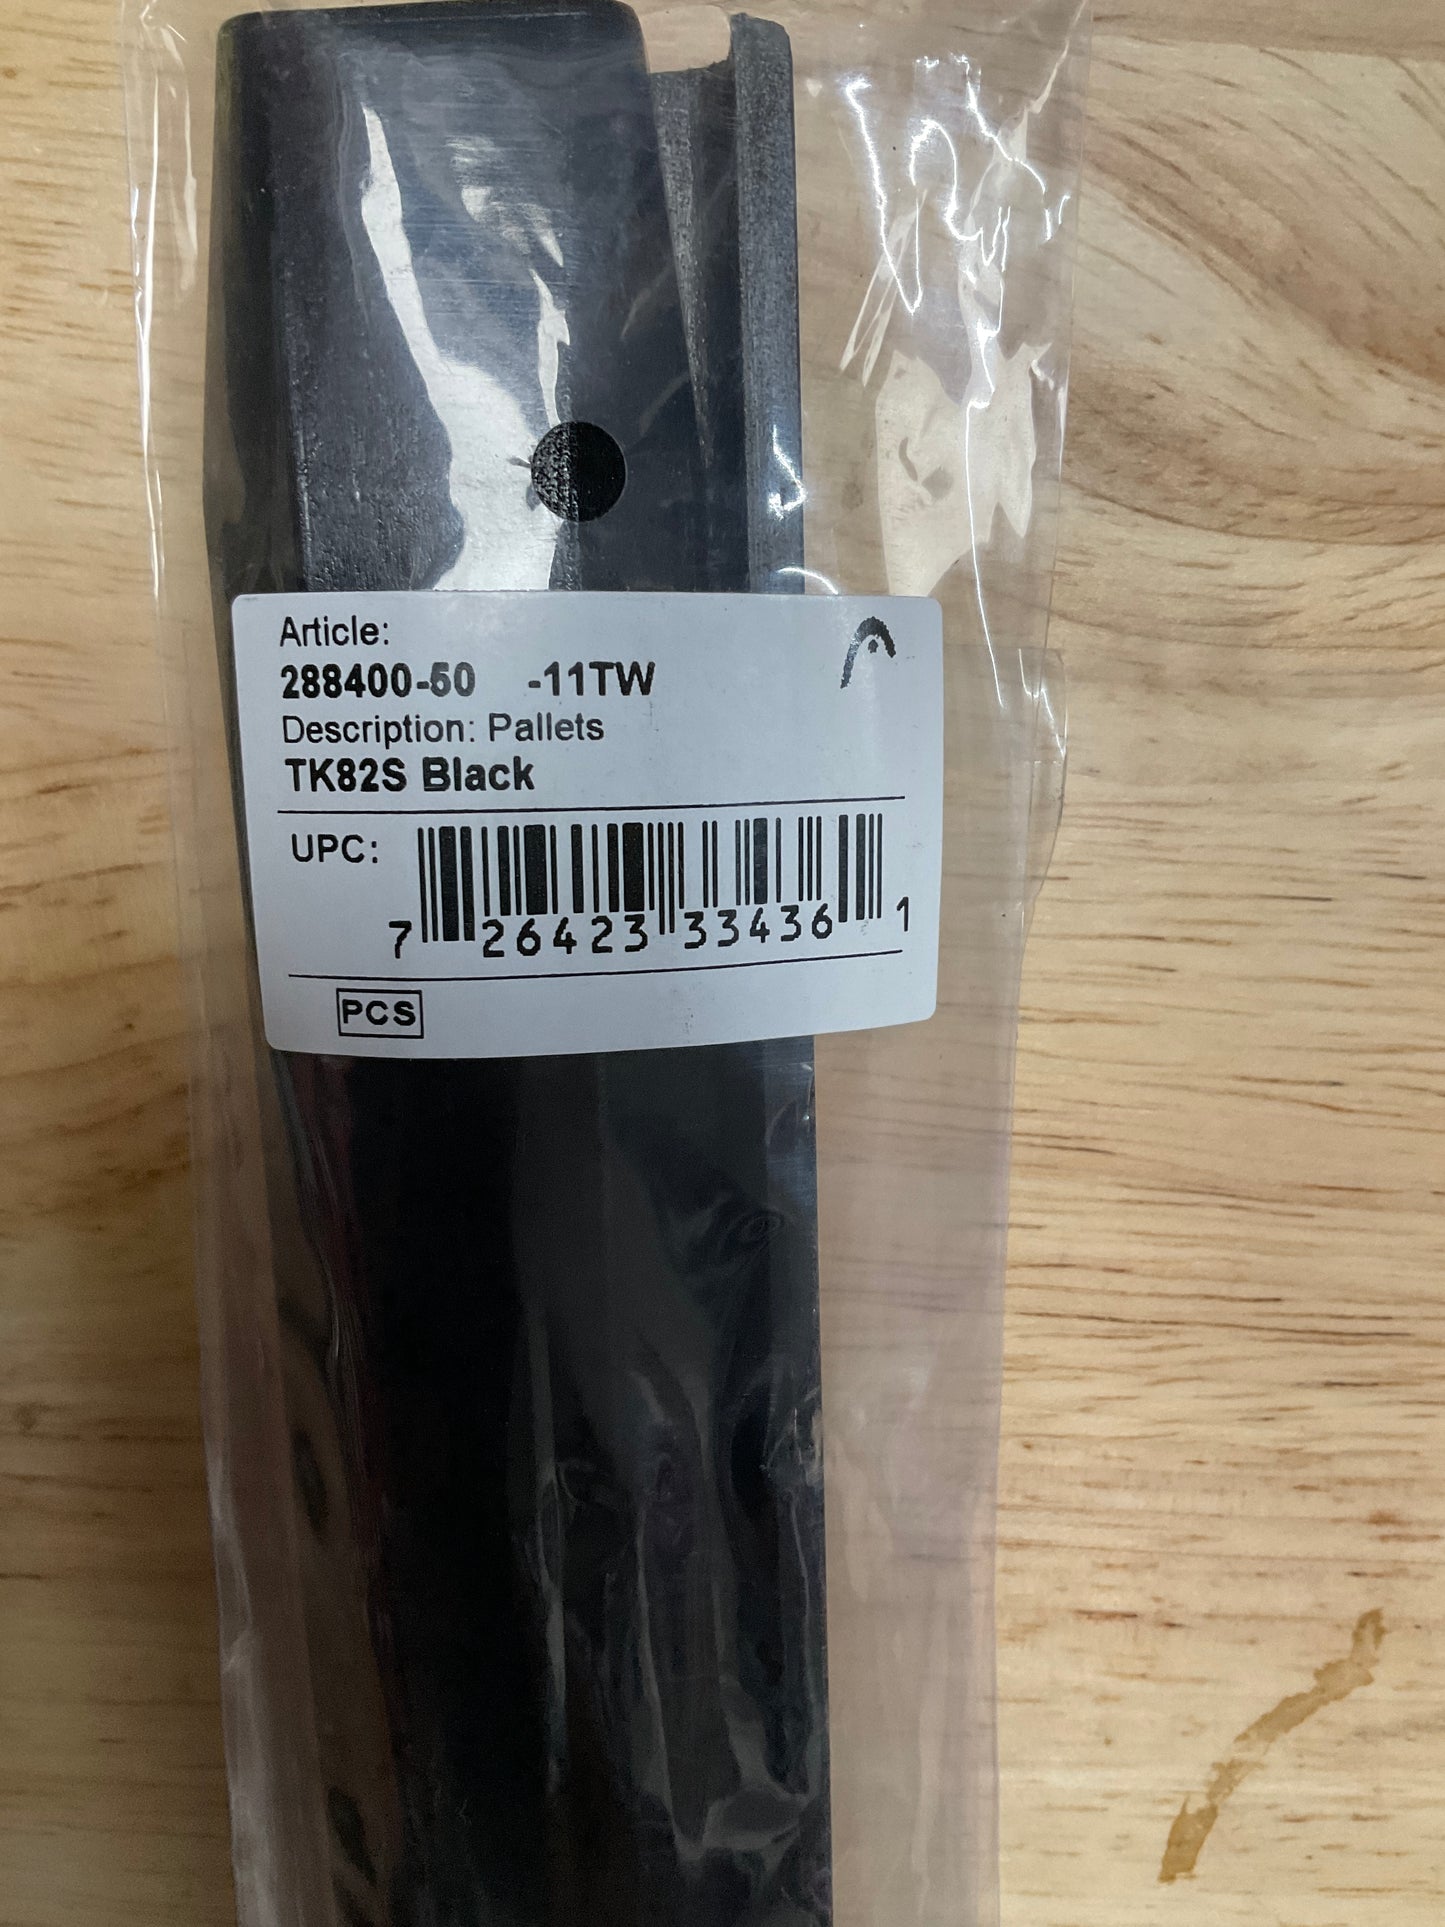 Article:
288400-50 -11TW
Description: Pallets
TK82S Black
UPC:
7 26423 33436 1
PCS